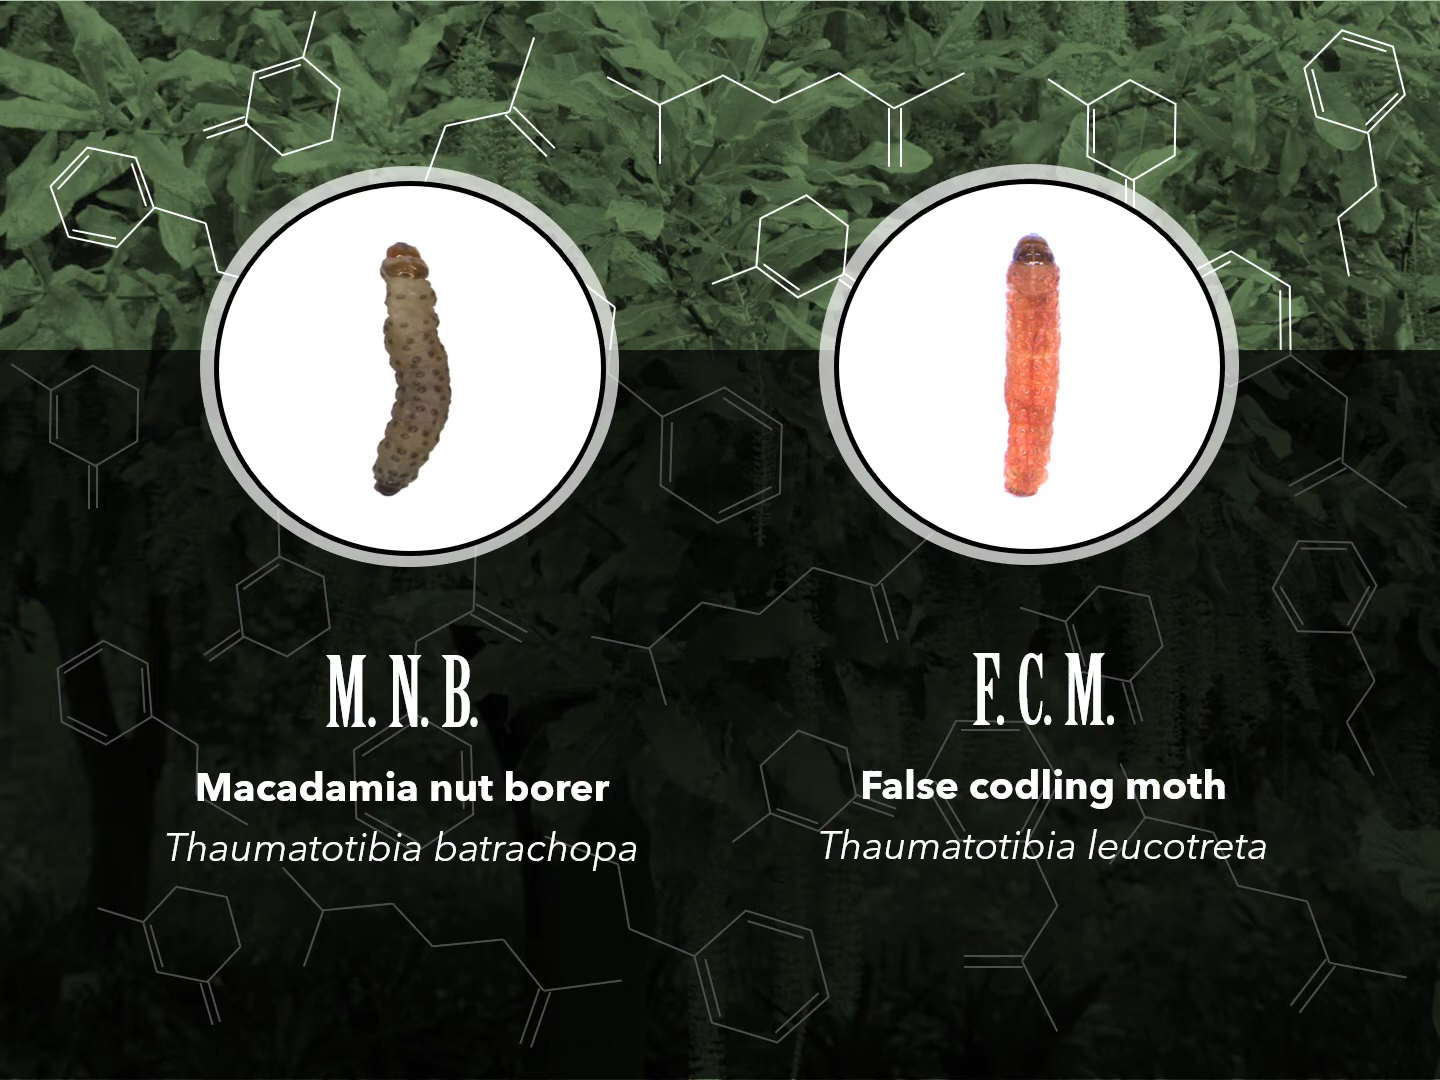 M. N. B.
Macadamia nut borer
Thaumatotibia batrachopa
F. C. M.
False codling moth
Thaumatotibia leucotreta